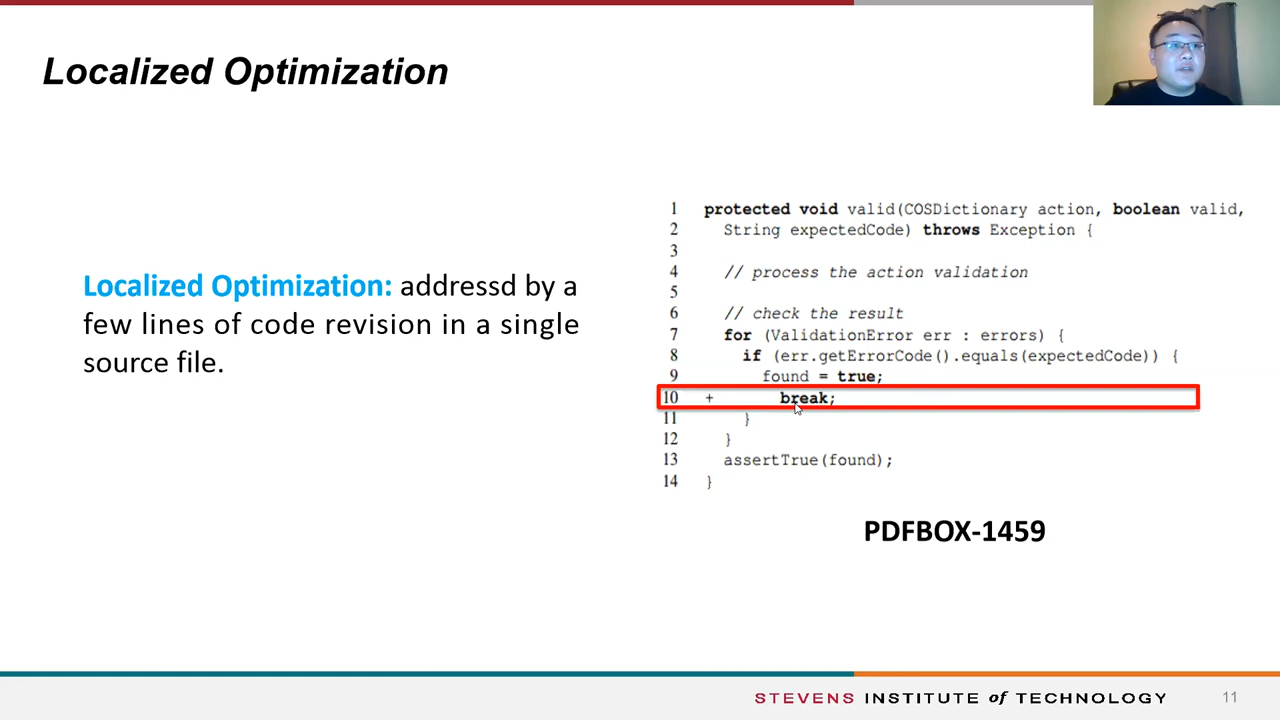 Localized Optimization
Localized Optimization: addressd by a
few lines of code revision in a single
source file.
1 protected void valid(COSDictionary action, boolean valid,
2 String expectedCode) throws Exception {
3
4 // process the action validation
5
6 // check the result
7 for (ValidationError err : errors) {
8 if (err.getErrorCode().equals(expectedCode)) {
9 found = true;
10 + break;
11 }
12 }
13 assertTrue(found);
14 }
PDFBOX-1459
STEVENS INSTITUTE of TECHNOLOGY 11